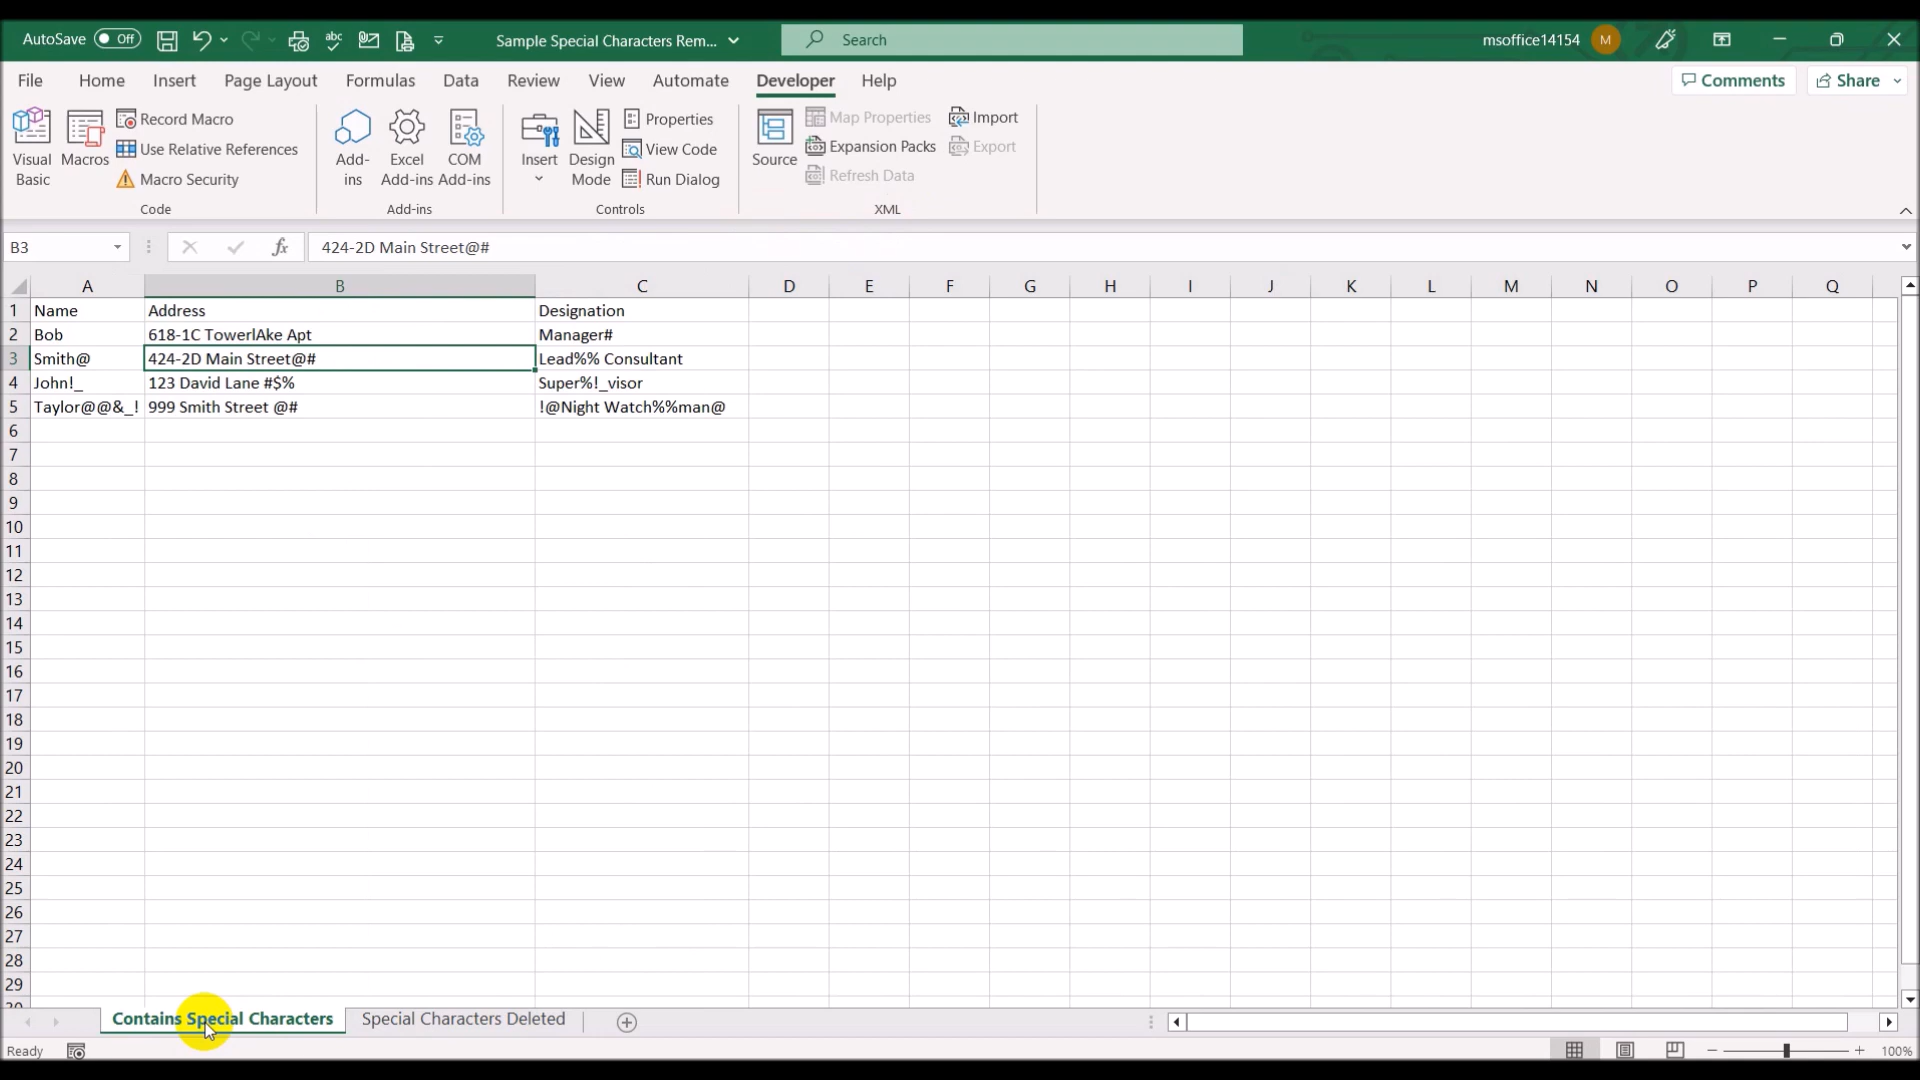 AutoSave Off abc Sample Special Characters Rem... Search msoffice14154 M
File Home Insert Page Layout Formulas Data Review View Automate Developer Help Comments Share
Visual Basic
Macros
Record Macro
Use Relative References
Macro Security
Code
Add-ins
Excel Add-ins
COM Add-ins
Add-ins
Insert
Design Mode
Properties
View Code
Run Dialog
Controls
Source
Map Properties
Expansion Packs
Refresh Data
Import
Export
XML
B3 fx 424-2D Main Street@#
A B C D E F G H I J K L M N O P Q
1 Name Address Designation
2 Bob 618-1C TowerlAke Apt Manager#
3 Smith@ 424-2D Main Street@# Lead%% Consultant
4 John!_ 123 David Lane #$% Super%!_visor
5 Taylor@@&_! 999 Smith Street @# !@Night Watch%%man@
6
7
8
9
10
11
12
13
14
15
16
17
18
19
20
21
22
23
24
25
26
27
28
29
30
Contains Special Characters Special Characters Deleted
Ready 100%